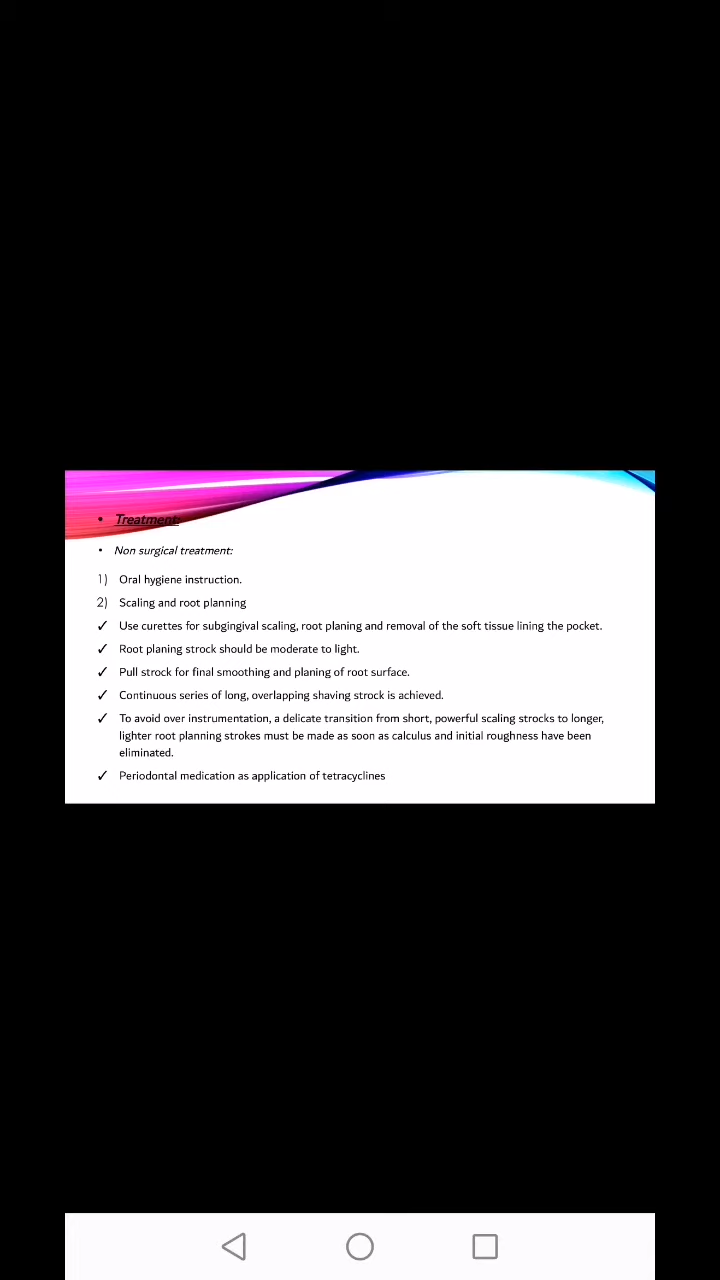 • Treatment:
• Non surgical treatment:
1) Oral hygiene instruction.
2) Scaling and root planning
✓ Use curettes for subgingival scaling, root planing and removal of the soft tissue lining the pocket.
✓ Root planing strock should be moderate to light.
✓ Pull strock for final smoothing and planing of root surface.
✓ Continuous series of long, overlapping shaving strock is achieved.
✓ To avoid over instrumentation, a delicate transition from short, powerful scaling strocks to longer,
lighter root planning strokes must be made as soon as calculus and initial roughness have been
eliminated.
✓ Periodontal medication as application of tetracyclines